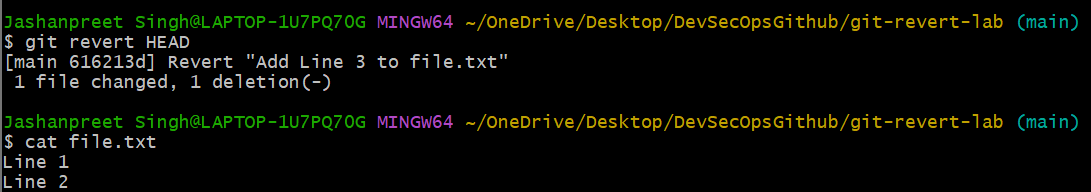 Jashanpreet Singh@LAPTOP-1U7PQ7OG MINGW64 ~/OneDrive/Desktop/DevSecOpsGithub/git-revert-lab (main)
$ git revert HEAD
[main 616213d] Revert "Add Line 3 to file.txt"
 1 file changed, 1 deletion(-)

Jashanpreet Singh@LAPTOP-1U7PQ7OG MINGW64 ~/OneDrive/Desktop/DevSecOpsGithub/git-revert-lab (main)
$ cat file.txt
Line 1
Line 2